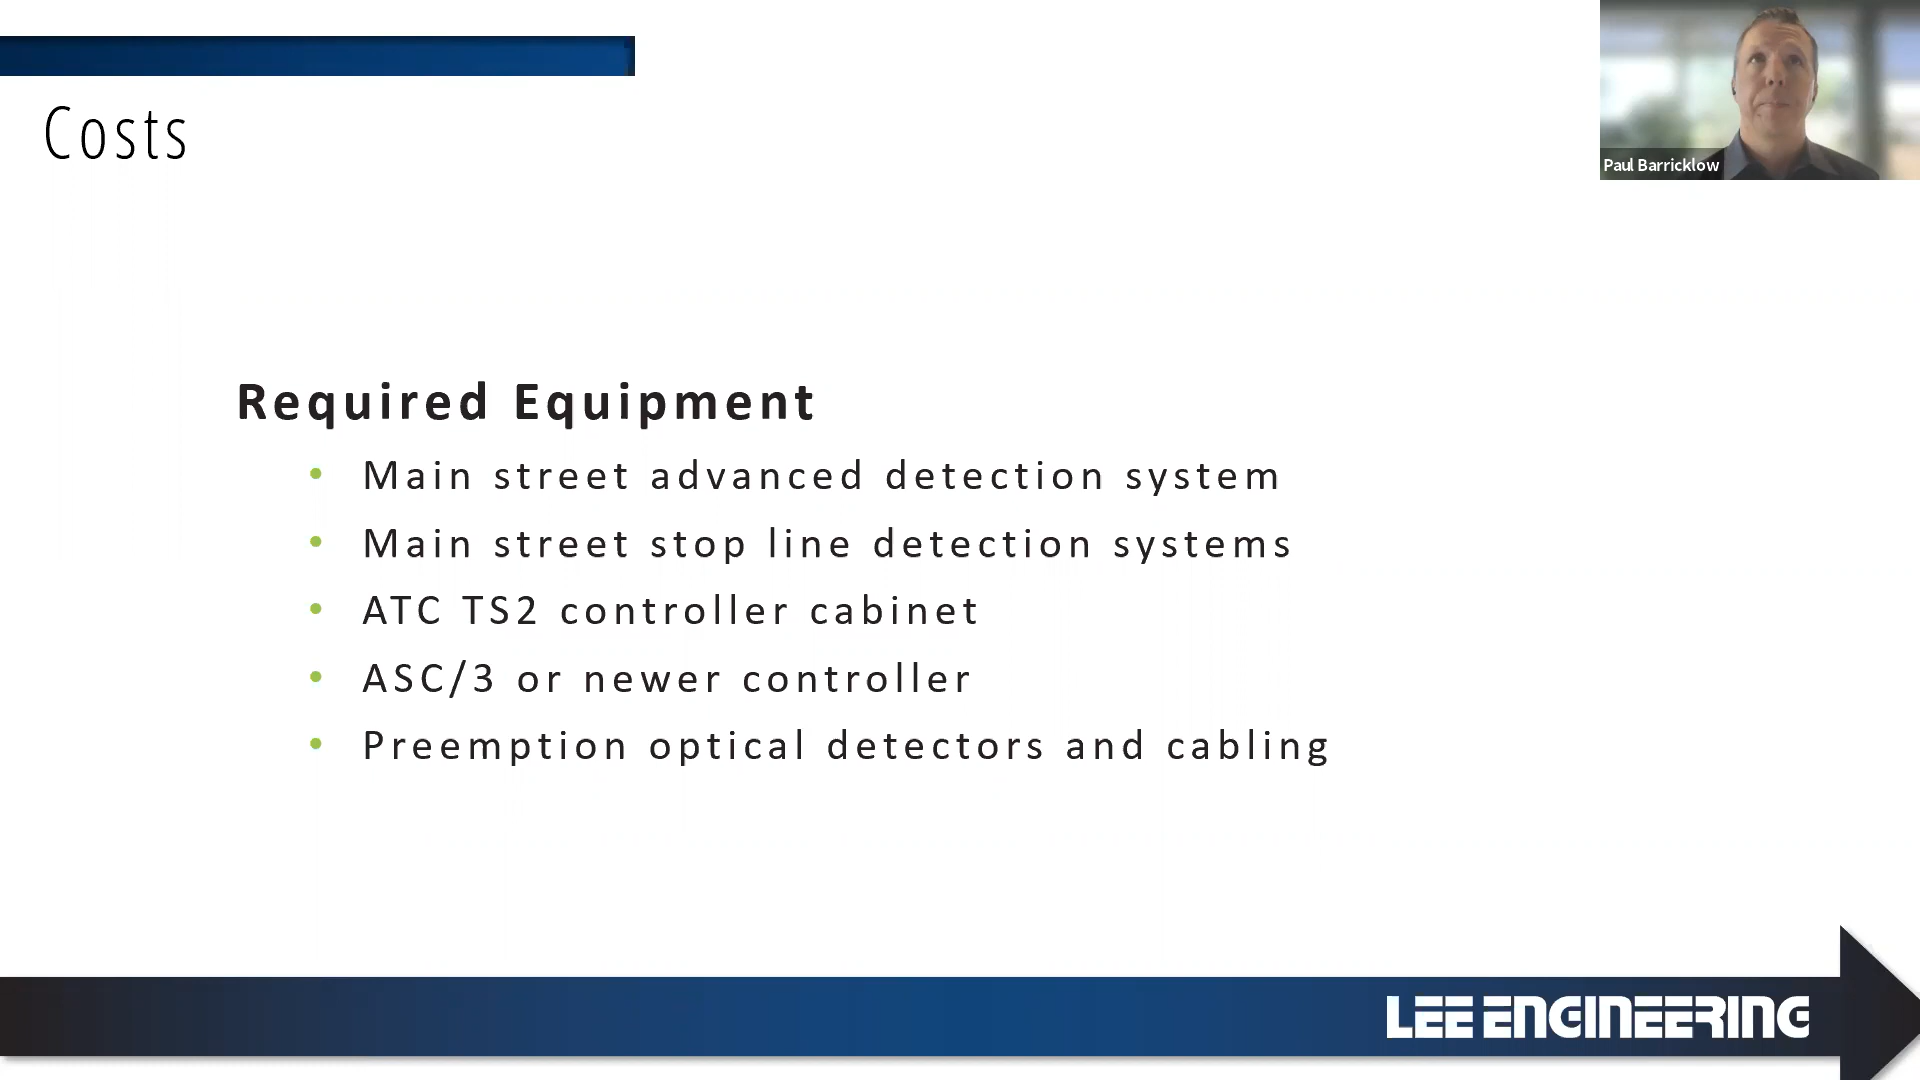 Costs
Paul Barricklow
Required Equipment
• Main street advanced detection system
• Main street stop line detection systems
• ATC TS2 controller cabinet
• ASC/3 or newer controller
• Preemption optical detectors and cabling
LEE ENGINEERING